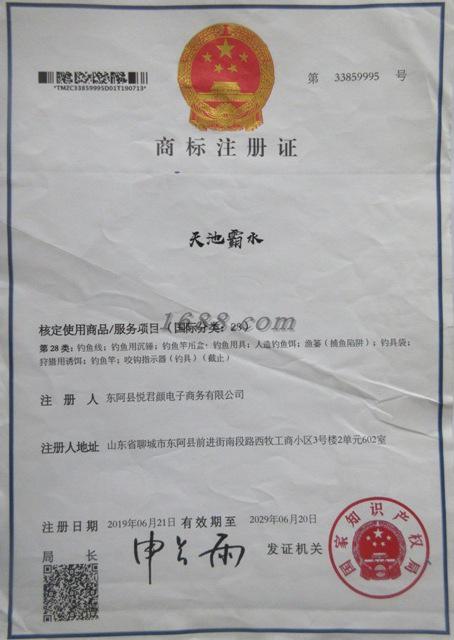 第 33859995 号
*TMZC33859995D01T190713*
商标注册证
天池霸水
1688.com
核定使用商品/服务项目（国际分类：28）
第28类：钓鱼线；钓鱼用沉锤；钓鱼竿吊盒；钓鱼用具；人造钓鱼饵；渔篓（捕鱼陷阱）；钓具袋；
狩猎用诱饵；钓鱼竿；咬钩指示器（钓具）（截止）
注册人 东阿县悦君颜电子商务有限公司
注册人地址 山东省聊城市东阿县前进街南段路西牧工商小区3号楼2单元602室
注册日期 2019年06月21日 有效期至 2029年06月20日
局长 申长雨 发证机关
国家知识产权局